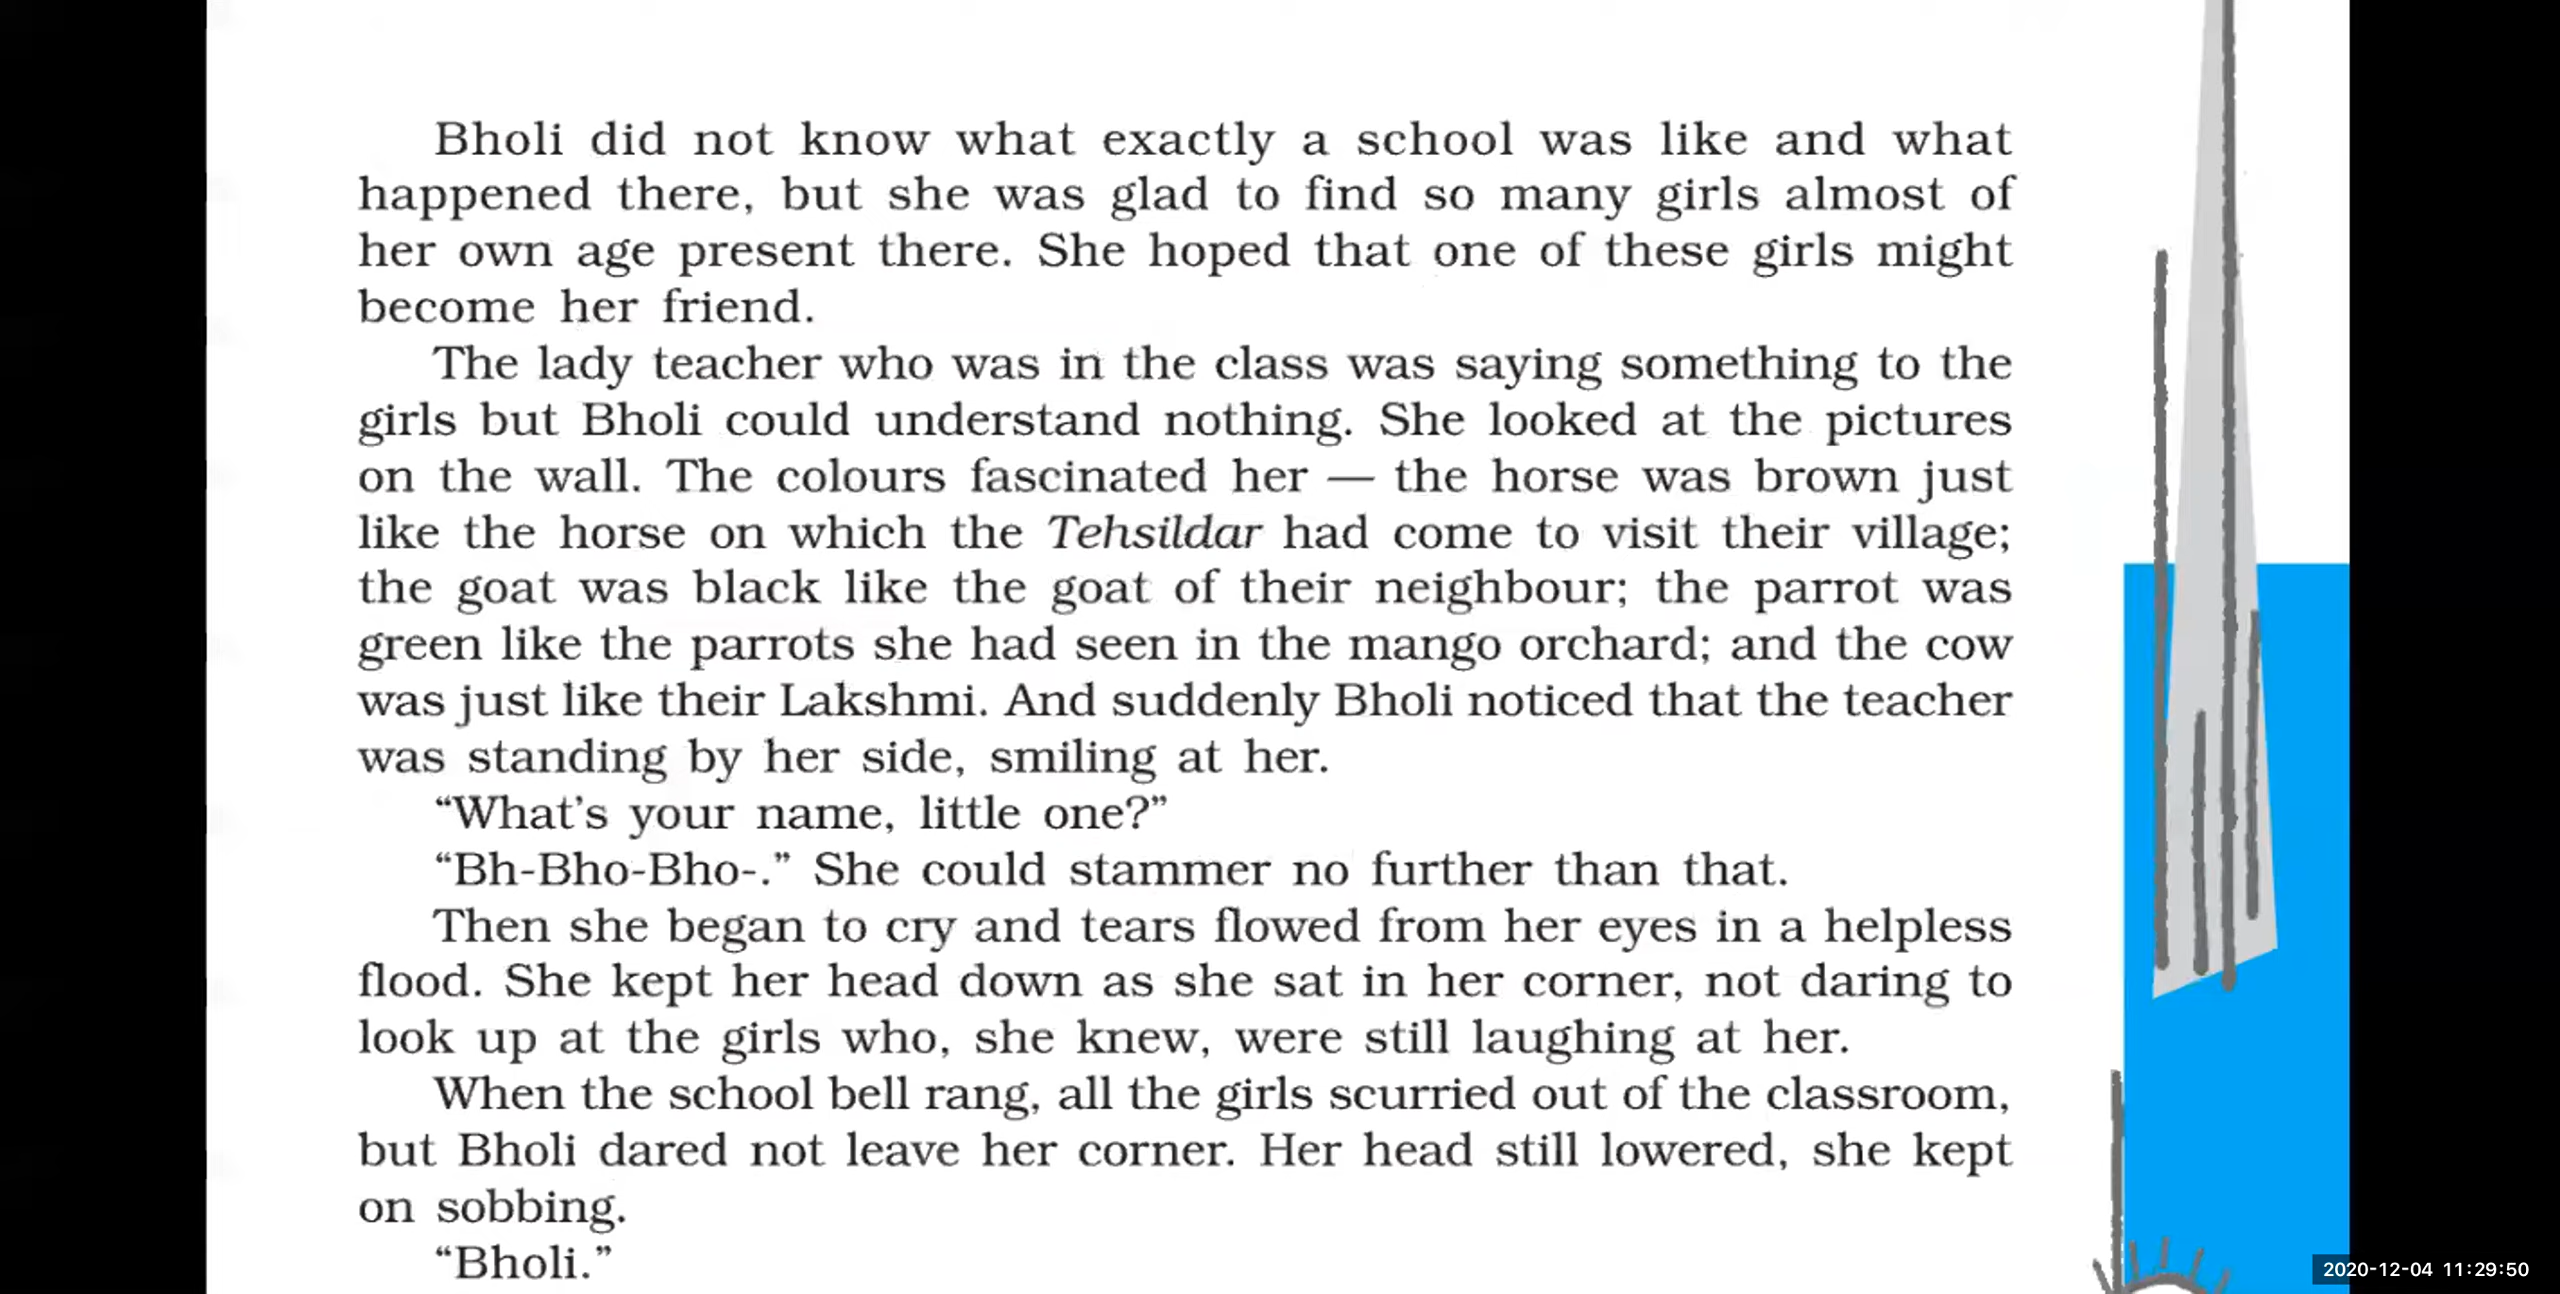 Bholi did not know what exactly a school was like and what
happened there, but she was glad to find so many girls almost of
her own age present there. She hoped that one of these girls might
become her friend.
The lady teacher who was in the class was saying something to the
girls but Bholi could understand nothing. She looked at the pictures
on the wall. The colours fascinated her — the horse was brown just
like the horse on which the Tehsildar had come to visit their village;
the goat was black like the goat of their neighbour; the parrot was
green like the parrots she had seen in the mango orchard; and the cow
was just like their Lakshmi. And suddenly Bholi noticed that the teacher
was standing by her side, smiling at her.
“What’s your name, little one?”
“Bh-Bho-Bho-.” She could stammer no further than that.
Then she began to cry and tears flowed from her eyes in a helpless
flood. She kept her head down as she sat in her corner, not daring to
look up at the girls who, she knew, were still laughing at her.
When the school bell rang, all the girls scurried out of the classroom,
but Bholi dared not leave her corner. Her head still lowered, she kept
on sobbing.
“Bholi.”
2020-12-04 11:29:50